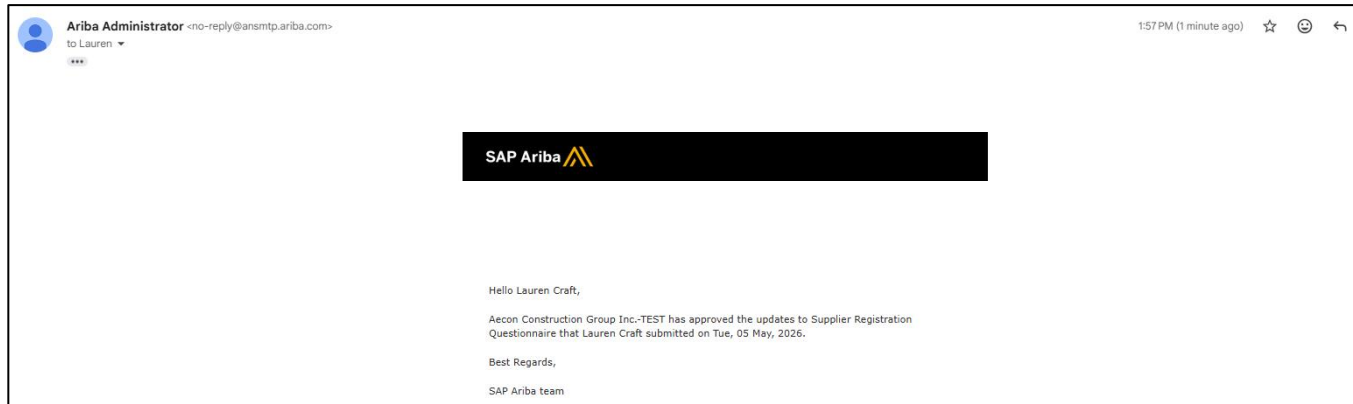 Ariba Administrator <no-reply@ansmtp.ariba.com>
1:57 PM (1 minute ago)
to Lauren
SAP Ariba
Hello Lauren Craft,
Aecon Construction Group Inc.-TEST has approved the updates to Supplier Registration
Questionnaire that Lauren Craft submitted on Tue, 05 May, 2026.
Best Regards,
SAP Ariba team